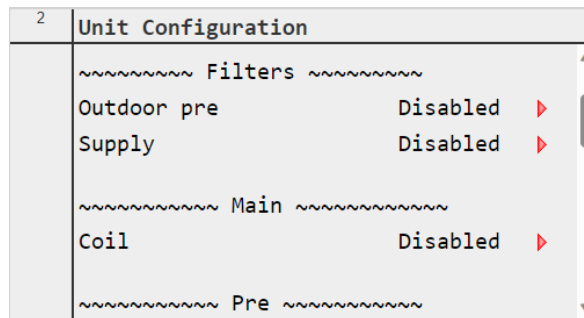 2
Unit Configuration
~~~~~~~~~ Filters ~~~~~~~~~
Outdoor pre Disabled
Supply Disabled
~~~~~~~~~~~ Main ~~~~~~~~~~~~
Coil Disabled
~~~~~~~~~~~ Pre ~~~~~~~~~~~